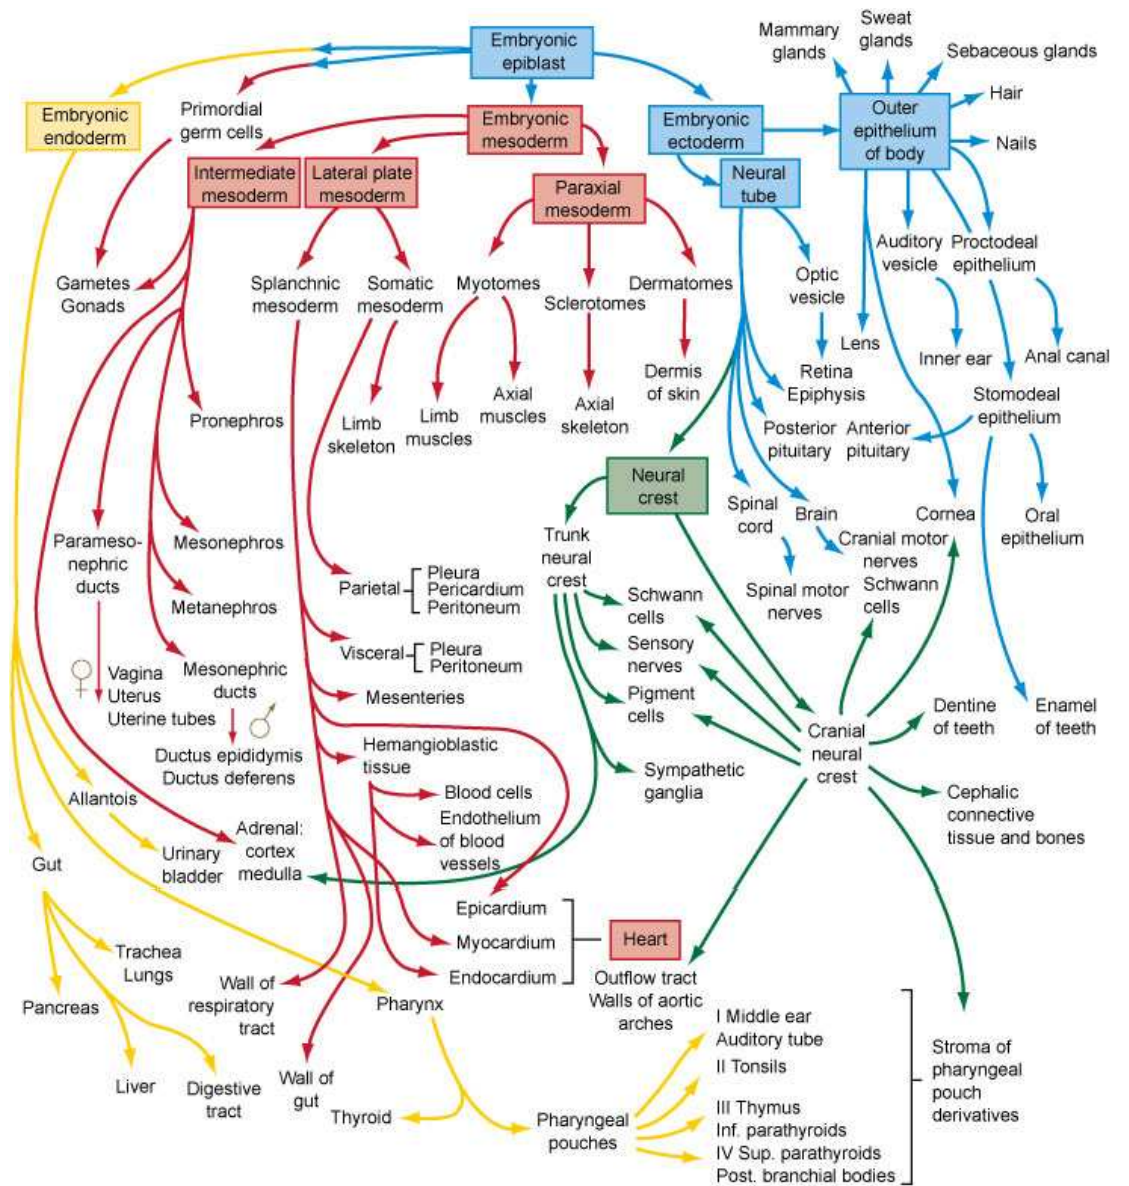 Embryonic
epiblast
Mammary
glands
Sweat
glands
Sebaceous glands
Hair
Nails
Embryonic
endoderm
Primordial
germ cells
Embryonic
mesoderm
Embryonic
ectoderm
Outer
epithelium
of body
Intermediate
mesoderm
Lateral plate
mesoderm
Paraxial
mesoderm
Neural
tube
Gametes
Gonads
Splanchnic
mesoderm
Somatic
mesoderm
Myotomes
Sclerotomes
Dermatomes
Optic
vesicle
Auditory
vesicle
Proctodeal
epithelium
Lens
Inner ear
Anal canal
Pronephros
Limb
skeleton
Limb
muscles
Axial
muscles
Axial
skeleton
Dermis
of skin
Retina
Epiphysis
Posterior
pituitary
Anterior
pituitary
Stomodeal
epithelium
Neural
crest
Spinal
cord
Brain
Cornea
Oral
epithelium
Parameso-
nephric
ducts
Mesonephros
Metanephros
Trunk
neural
crest
Cranial motor
nerves
Spinal motor
nerves
Schwann
cells
Parietal
Pleura
Pericardium
Peritoneum
Visceral
Pleura
Peritoneum
Mesenteries
Schwann
cells
Sensory
nerves
Pigment
cells
♀
Vagina
Uterus
Uterine tubes
Mesonephric
ducts
♂
Ductus epididymis
Ductus deferens
Hemangioblastic
tissue
Blood cells
Endothelium
of blood
vessels
Sympathetic
ganglia
Cranial
neural
crest
Dentine
of teeth
Enamel
of teeth
Cephalic
connective
tissue and bones
Allantois
Gut
Urinary
bladder
Adrenal:
cortex
medulla
Epicardium
Myocardium
Endocardium
Heart
Outflow tract
Walls of aortic
arches
Trachea
Lungs
Pancreas
Liver
Digestive
tract
Wall of
respiratory
tract
Wall of
gut
Pharynx
Thyroid
Pharyngeal
pouches
I Middle ear
Auditory tube
II Tonsils
III Thymus
Inf. parathyroids
IV Sup. parathyroids
Post. branchial bodies
Stroma of
pharyngeal
pouch
derivatives